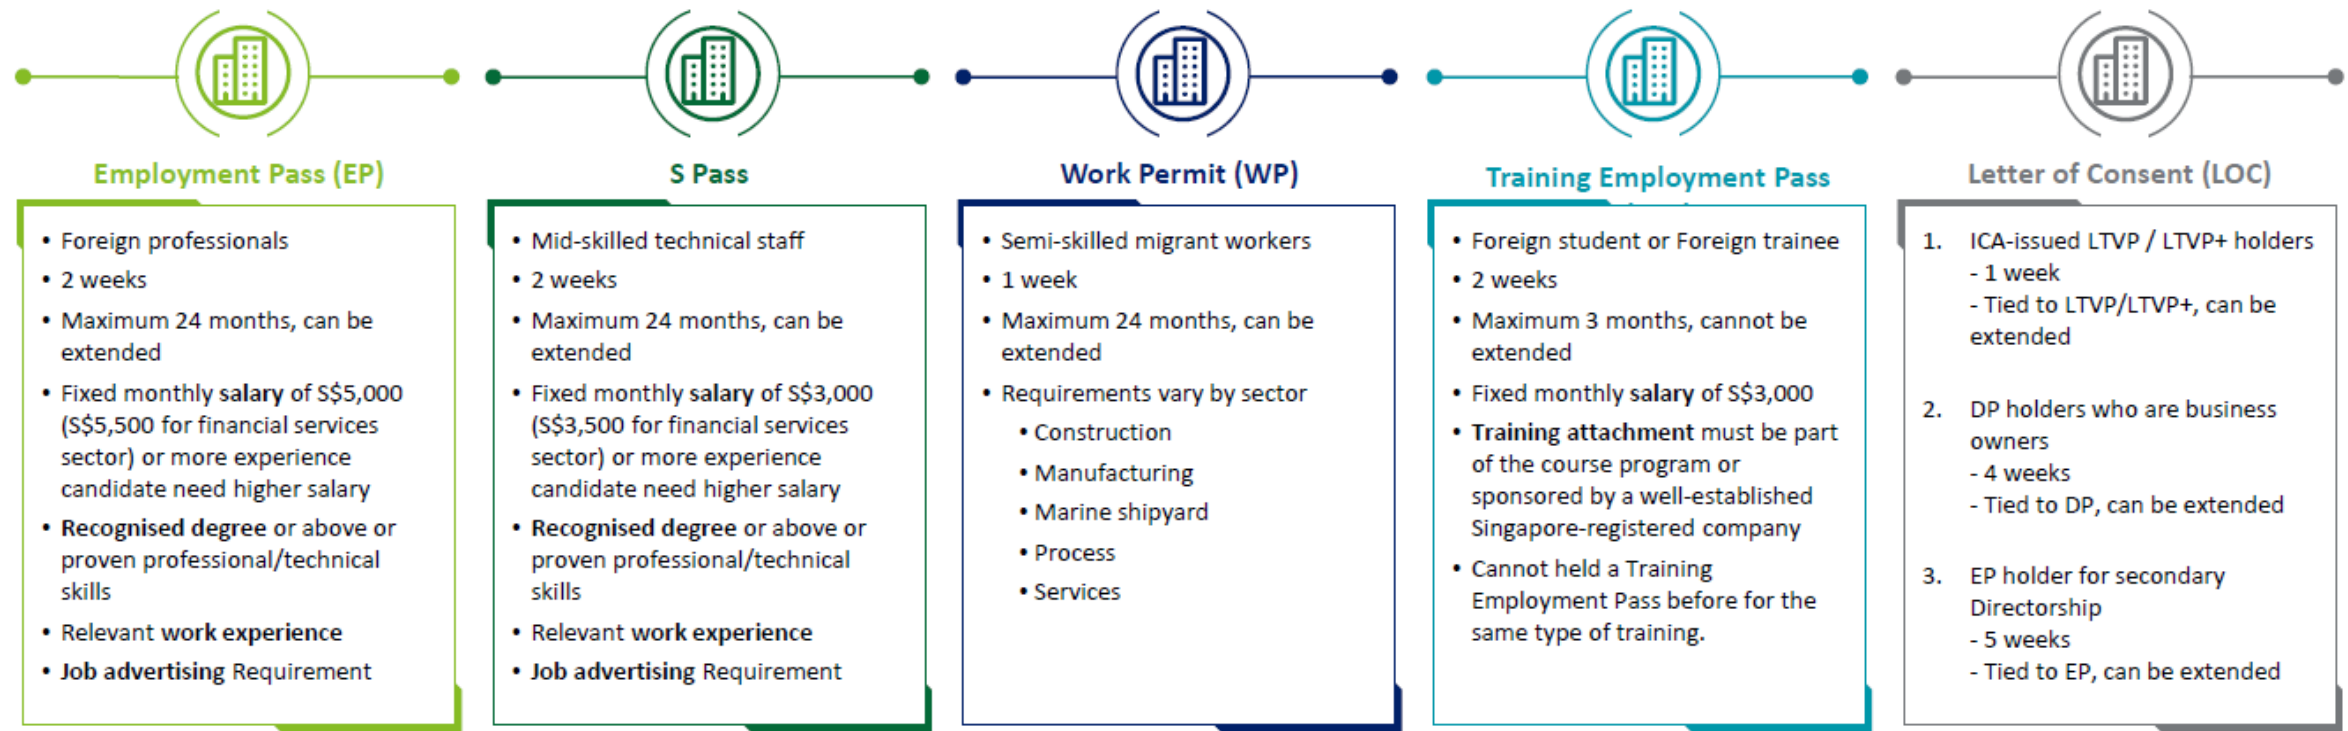 Employment Pass (EP)
• Foreign professionals
• 2 weeks
• Maximum 24 months, can be
extended
• Fixed monthly salary of S$5,000
(S$5,500 for financial services
sector) or more experience
candidate need higher salary
• Recognised degree or above or
proven professional/technical
skills
• Relevant work experience
• Job advertising Requirement
S Pass
• Mid-skilled technical staff
• 2 weeks
• Maximum 24 months, can be
extended
• Fixed monthly salary of S$3,000
(S$3,500 for financial services
sector) or more experience
candidate need higher salary
• Recognised degree or above or
proven professional/technical
skills
• Relevant work experience
• Job advertising Requirement
Work Permit (WP)
• Semi-skilled migrant workers
• 1 week
• Maximum 24 months, can be
extended
• Requirements vary by sector
• Construction
• Manufacturing
• Marine shipyard
• Process
• Services
Training Employment Pass
• Foreign student or Foreign trainee
• 2 weeks
• Maximum 3 months, cannot be
extended
• Fixed monthly salary of S$3,000
• Training attachment must be part
of the course program or
sponsored by a well-established
Singapore-registered company
• Cannot held a Training
Employment Pass before for the
same type of training.
Letter of Consent (LOC)
1. ICA-issued LTVP / LTVP+ holders
- 1 week
- Tied to LTVP/LTVP+, can be
extended
2. DP holders who are business
owners
- 4 weeks
- Tied to DP, can be extended
3. EP holder for secondary
Directorship
- 5 weeks
- Tied to EP, can be extended